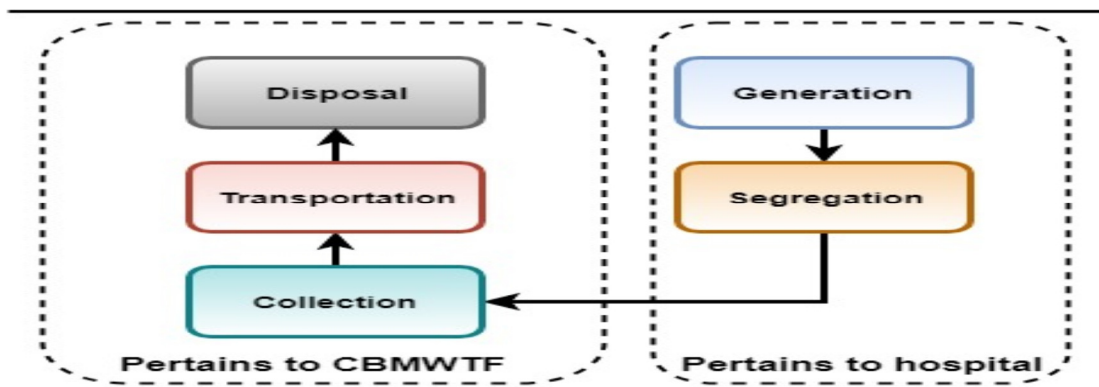 Disposal
Transportation
Collection
Pertains to CBMWTF
Generation
Segregation
Pertains to hospital